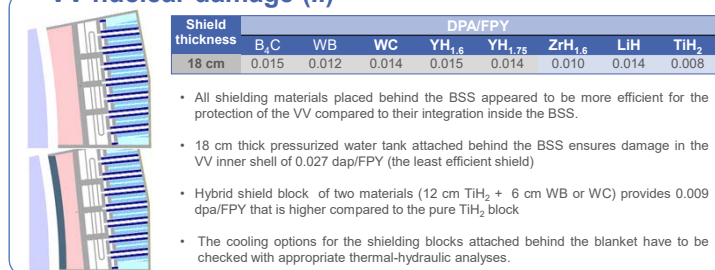 VV nuclear damage (II)
Shield thickness DPA/FPY
B4C WB WC YH1.6 YH1.75 ZrH1.6 LiH TiH2
18 cm 0.015 0.012 0.014 0.015 0.014 0.010 0.014 0.008
• All shielding materials placed behind the BSS appeared to be more efficient for the
protection of the VV compared to their integration inside the BSS.
• 18 cm thick pressurized water tank attached behind the BSS ensures damage in the
VV inner shell of 0.027 dap/FPY (the least efficient shield)
• Hybrid shield block of two materials (12 cm TiH2 + 6 cm WB or WC) provides 0.009
dpa/FPY that is higher compared to the pure TiH2 block
• The cooling options for the shielding blocks attached behind the blanket have to be
checked with appropriate thermal-hydraulic analyses.